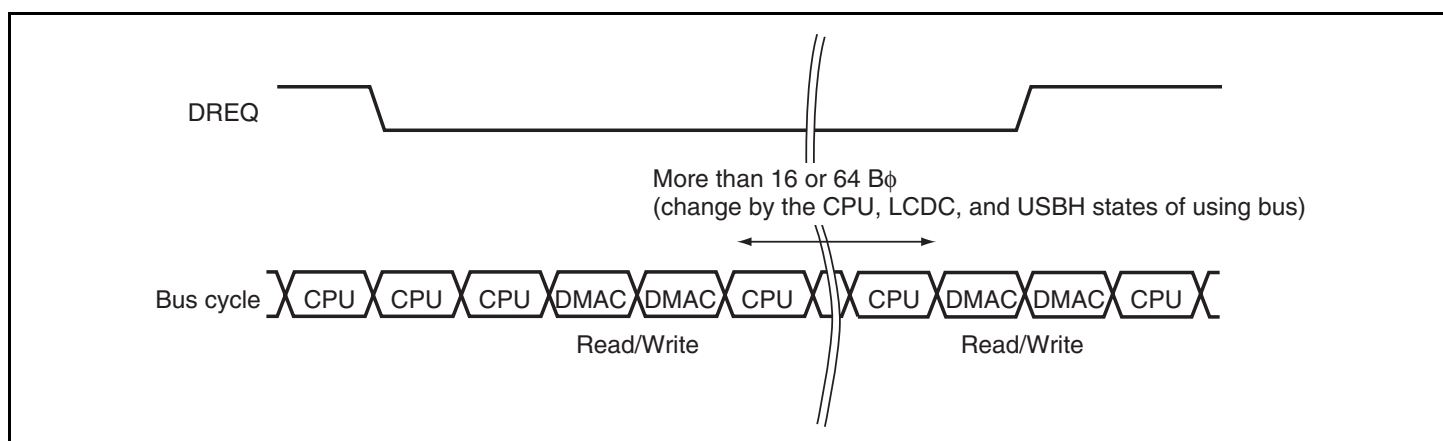 DREQ
More than 16 or 64 Bϕ
(change by the CPU, LCDC, and USBH states of using bus)
Bus cycle CPU CPU CPU DMAC DMAC CPU CPU DMAC DMAC CPU
Read/Write Read/Write